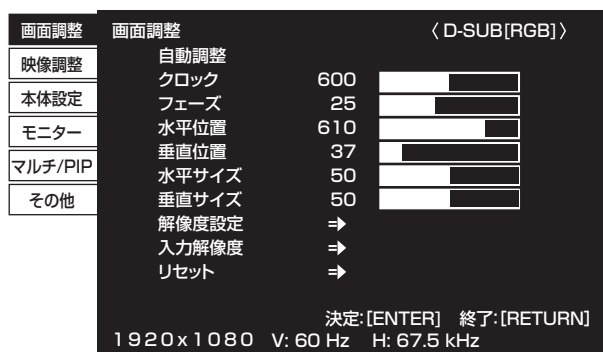 画面調整
映像調整
本体設定
モニター
マルチ/PIP
その他
画面調整 〈 D-SUB[RGB] 〉
自動調整
クロック 600
フェーズ 25
水平位置 610
垂直位置 37
水平サイズ 50
垂直サイズ 50
解像度設定
入力解像度
リセット
決定:[ENTER] 終了:[RETURN]
1920x1080 V: 60 Hz H: 67.5 kHz